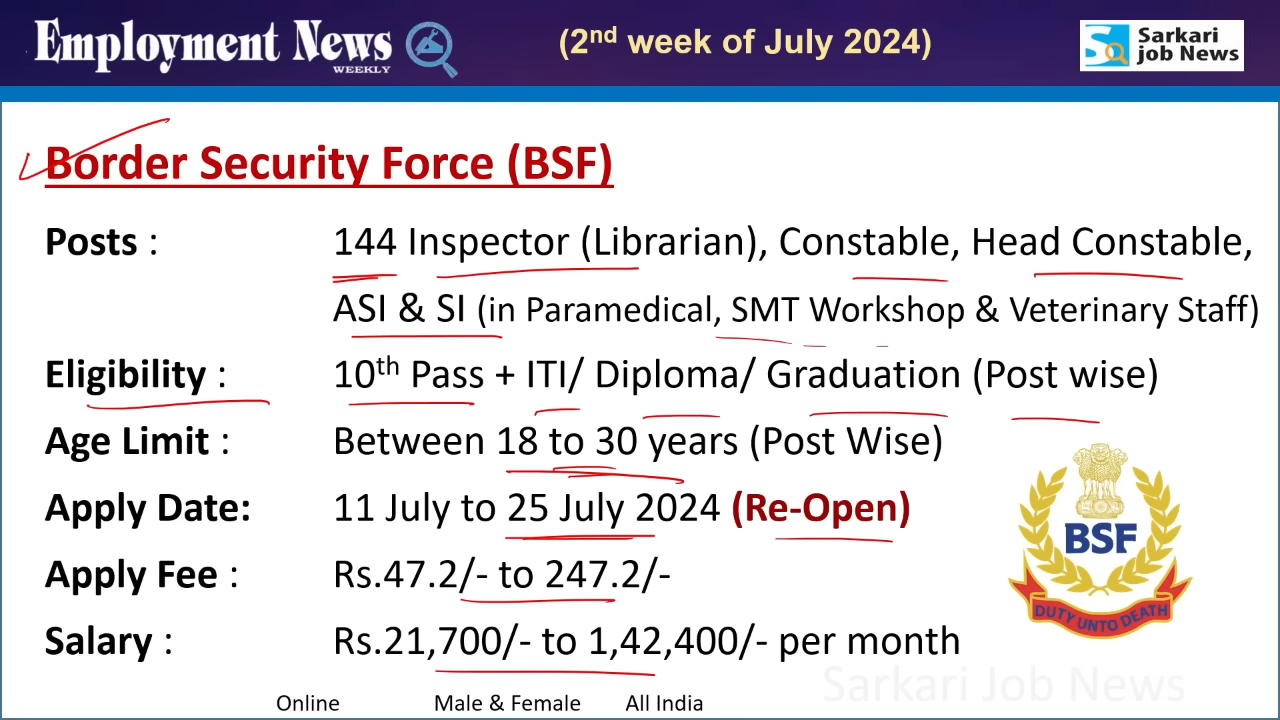 Employment News
WEEKLY
(2nd week of July 2024)
Sarkari
Job News
Border Security Force (BSF)
Posts : 144 Inspector (Librarian), Constable, Head Constable,
ASI & SI (in Paramedical, SMT Workshop & Veterinary Staff)
Eligibility : 10th Pass + ITI/ Diploma/ Graduation (Post wise)
Age Limit : Between 18 to 30 years (Post Wise)
Apply Date: 11 July to 25 July 2024 (Re-Open)
Apply Fee : Rs.47.2/- to 247.2/-
Salary : Rs.21,700/- to 1,42,400/- per month
BSF
DUTY UNTO DEATH
Sarkari Job News
Online Male & Female All India